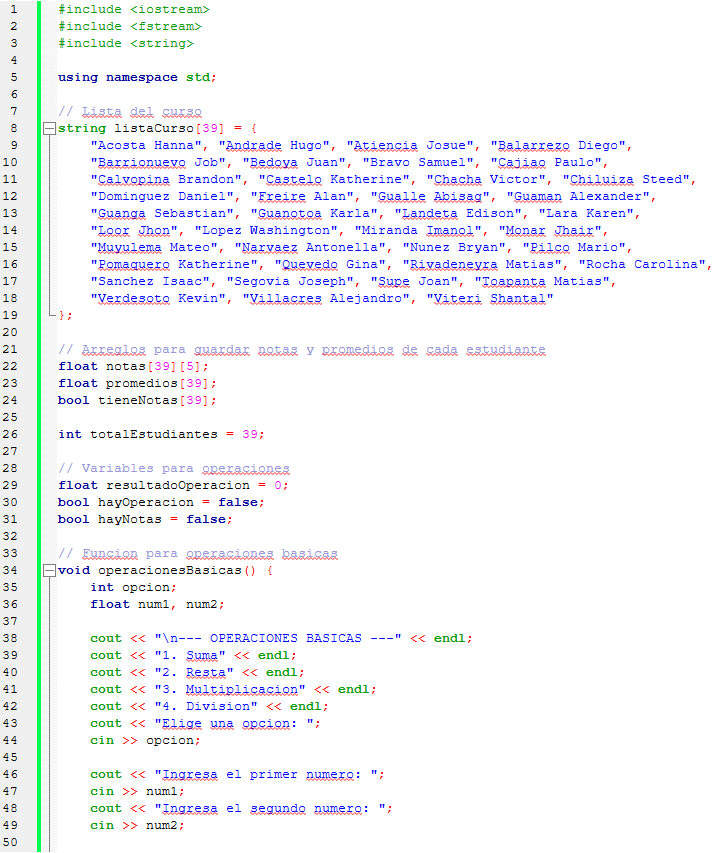 1 #include <iostream>
2 #include <fstream>
3 #include <string>
4
5 using namespace std;
6
7 // Lista del curso
8 string listaCurso[39] = {
9     "Acosta Hanna", "Andrade Hugo", "Atiencia Josue", "Balarrezo Diego",
10     "Barrionuevo Job", "Bedoya Juan", "Bravo Samuel", "Cajiao Paulo",
11     "Calvopina Brandon", "Castelo Katherine", "Chacha Victor", "Chiluiza Steed",
12     "Dominguez Daniel", "Freire Alan", "Gualle Abisag", "Guaman Alexander",
13     "Guanga Sebastian", "Guanotoa Karla", "Landeta Edison", "Lara Karen",
14     "Loor Jhon", "Lopez Washington", "Miranda Imanol", "Monar Jhair",
15     "Muyulema Mateo", "Narvaez Antonella", "Nunez Bryan", "Pilco Mario",
16     "Pomaquero Katherine", "Quevedo Gina", "Rivadeneyra Matias", "Rocha Carolina",
17     "Sanchez Isaac", "Segovia Joseph", "Supe Joan", "Toapanta Matias",
18     "Verdesoto Kevin", "Villacres Alejandro", "Viteri Shantal"
19 };
20
21 // Arreglos para guardar notas y promedios de cada estudiante
22 float notas[39][5];
23 float promedios[39];
24 bool tieneNotas[39];
25
26 int totalEstudiantes = 39;
27
28 // Variables para operaciones
29 float resultadoOperacion = 0;
30 bool hayOperacion = false;
31 bool hayNotas = false;
32
33 // Funcion para operaciones basicas
34 void operacionesBasicas() {
35     int opcion;
36     float num1, num2;
37
38     cout << "\n--- OPERACIONES BASICAS ---" << endl;
39     cout << "1. Suma" << endl;
40     cout << "2. Resta" << endl;
41     cout << "3. Multiplicacion" << endl;
42     cout << "4. Division" << endl;
43     cout << "Elige una opcion: ";
44     cin >> opcion;
45
46     cout << "Ingresa el primer numero: ";
47     cin >> num1;
48     cout << "Ingresa el segundo numero: ";
49     cin >> num2;
50